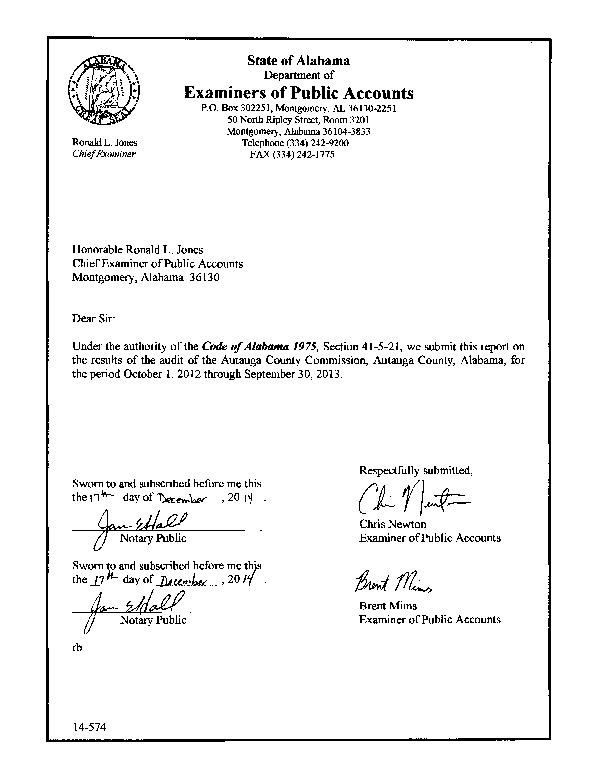 ALABAMA
GREAT SEAL
State of Alabama
Department of
Examiners of Public Accounts
P.O. Box 302251, Montgomery, AL 36130-2251
50 North Ripley Street, Room 3201
Montgomery, Alabama 36104-3833
Telephone (334) 242-9200
FAX (334) 242-1775
Ronald L. Jones
Chief Examiner
Honorable Ronald L. Jones
Chief Examiner of Public Accounts
Montgomery, Alabama 36130
Dear Sir:
Under the authority of the Code of Alabama 1975, Section 41-5-21, we submit this report on
the results of the audit of the Autauga County Commission, Autauga County, Alabama, for
the period October 1, 2012 through September 30, 2013.
Respectfully submitted,
Sworn to and subscribed before me this
the 17th day of December, 2014.
Jan E Hall
Notary Public
Chris Newton
Chris Newton
Examiner of Public Accounts
Sworn to and subscribed before me this
the 17th day of December, 2014.
Jan E Hall
Notary Public
Brent Mims
Brent Mims
Examiner of Public Accounts
rb
14-574